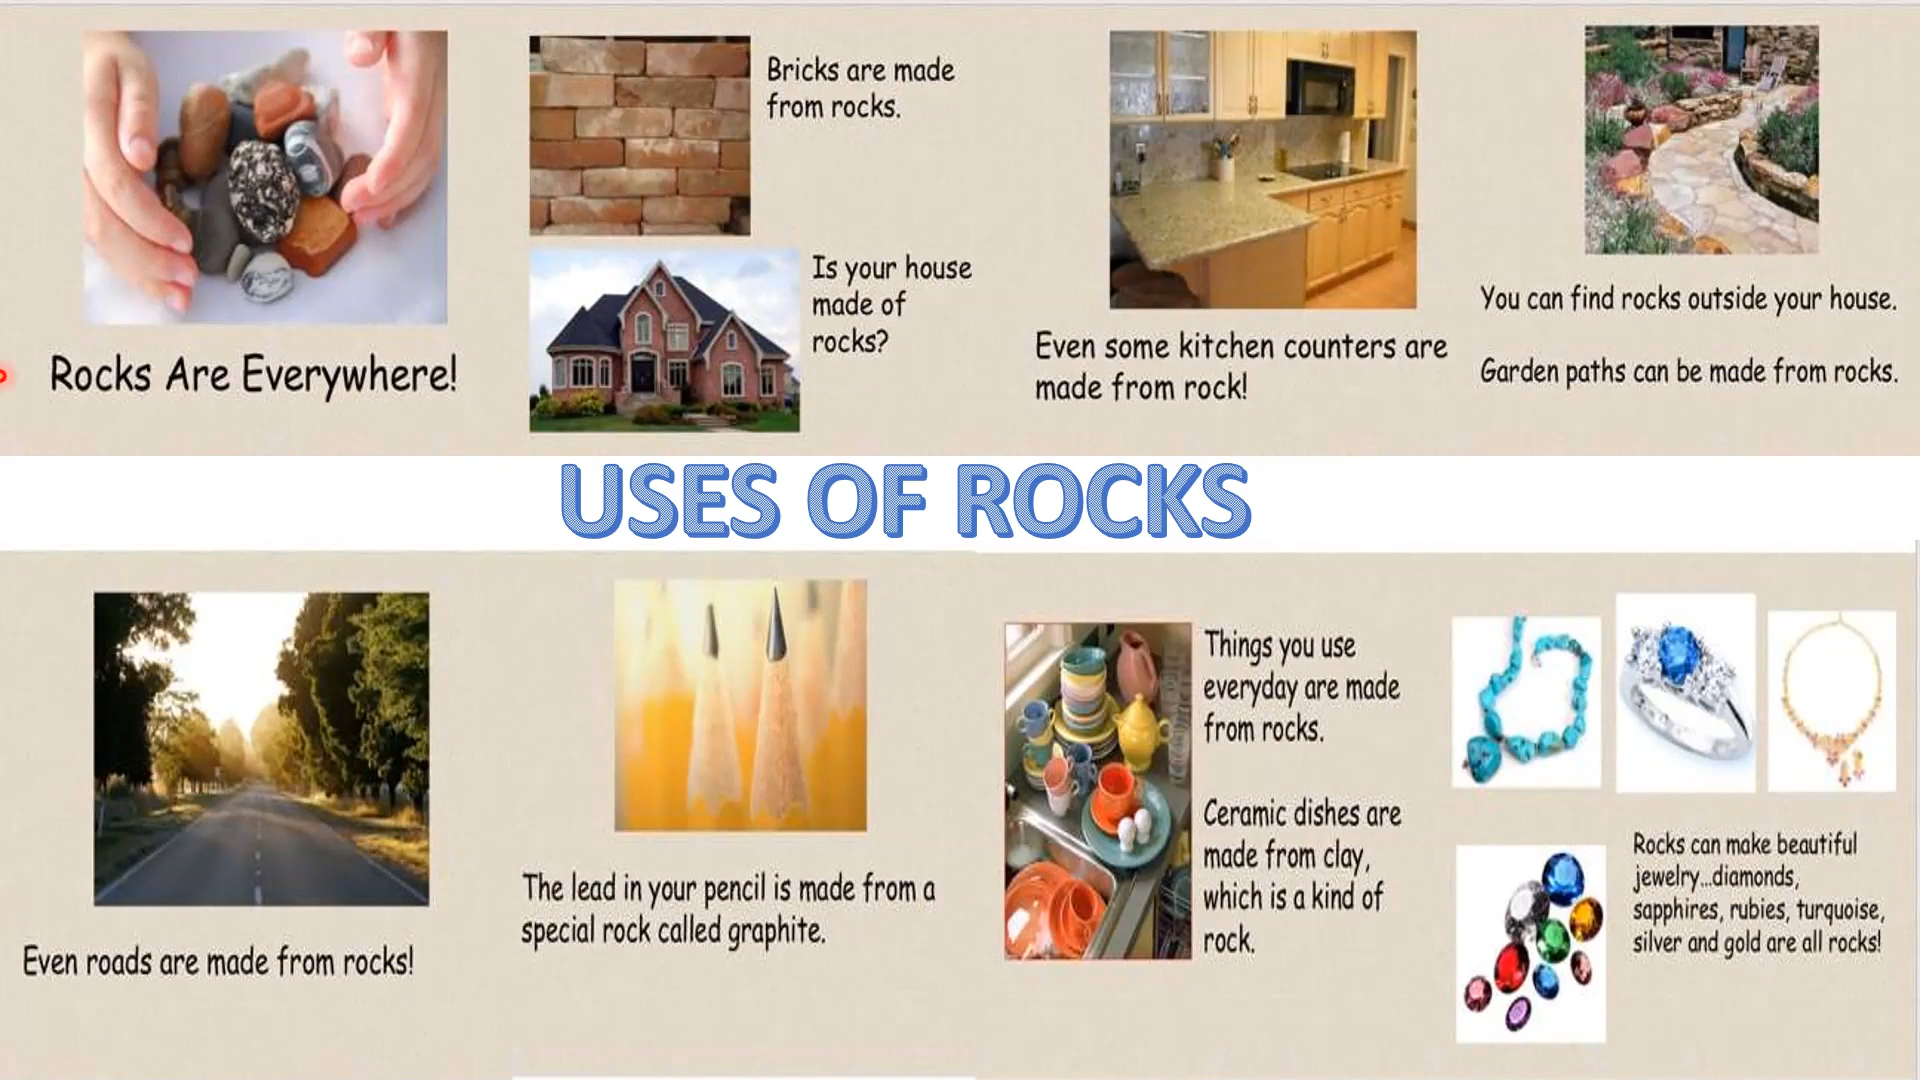 Rocks Are Everywhere!
Bricks are made
from rocks.
Is your house
made of
rocks?
Even some kitchen counters are
made from rock!
You can find rocks outside your house.
Garden paths can be made from rocks.
USES OF ROCKS
Even roads are made from rocks!
The lead in your pencil is made from a
special rock called graphite.
Things you use
everyday are made
from rocks.
Ceramic dishes are
made from clay,
which is a kind of
rock.
Rocks can make beautiful
jewelry...diamonds,
sapphires, rubies, turquoise,
silver and gold are all rocks!